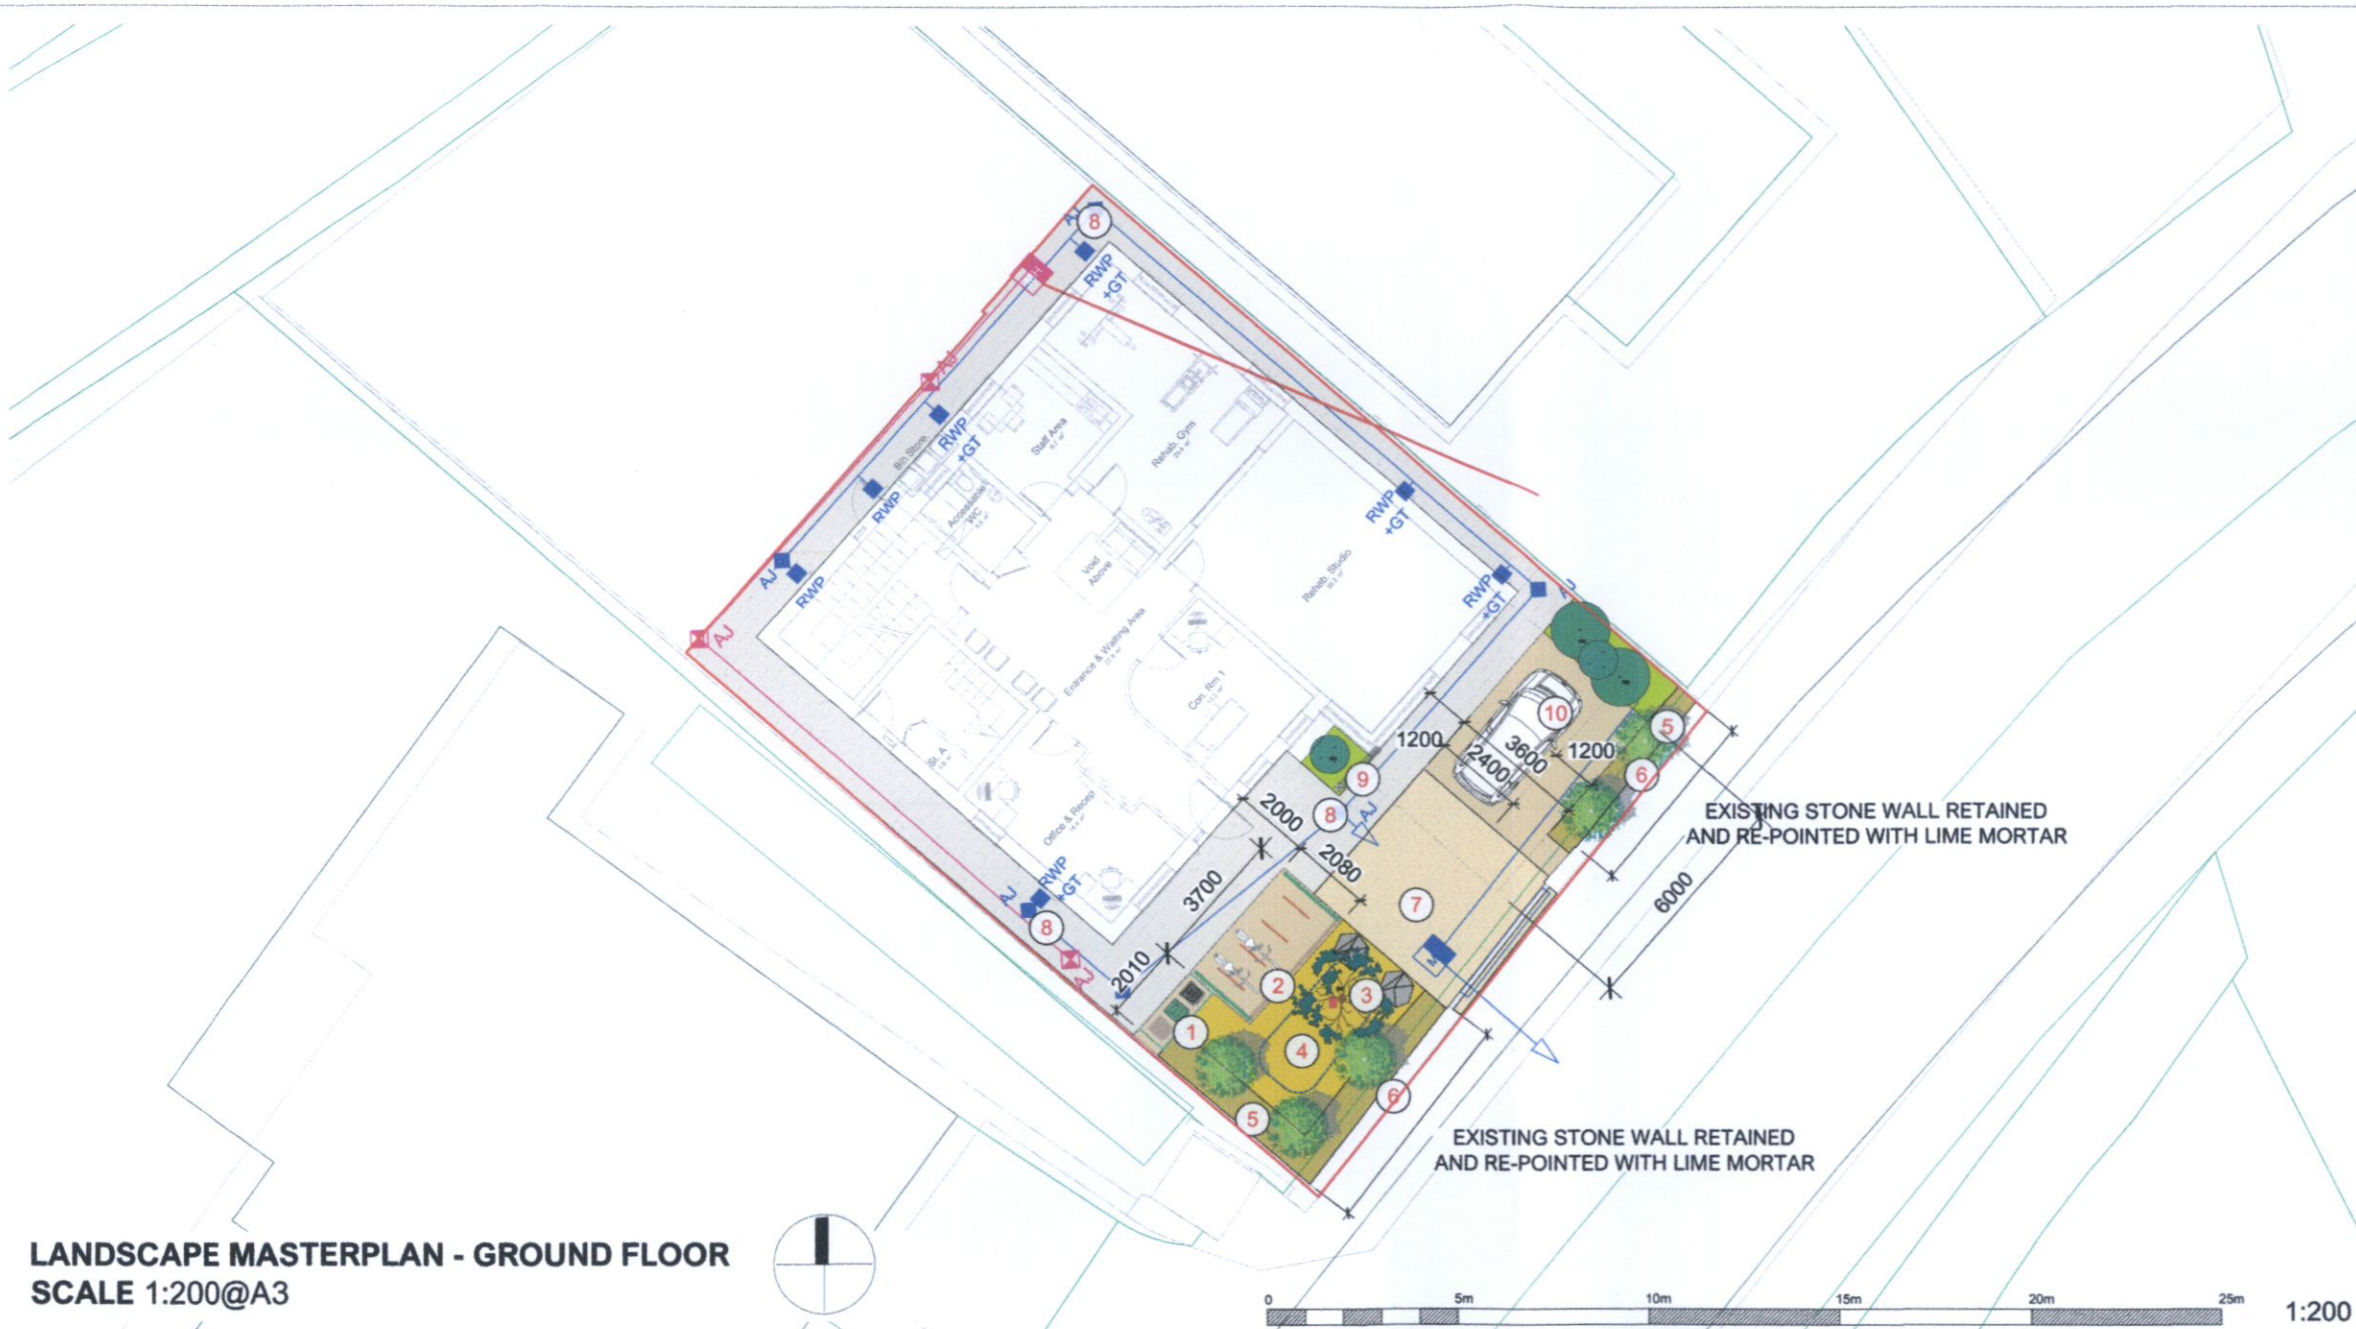 AJ
8
RWP
+GT
AJ
RWP
+GT
Bin Store
Staff Area
Rehab. Gym
RWP
Accessible
WC
RWP
+GT
AJ
RWP
Void
Above
Rehab. Studio
RWP
+GT
AJ
AJ
Entrance & Waiting Area
Con. Rm 1
St. A
Office & Recep
10
5
1200
2400
3600
1200
6
9
8
AJ
2000
2080
EXISTING STONE WALL RETAINED
AND RE-POINTED WITH LIME MORTAR
3700
6000
7
AJ
RWP
+GT
8
AJ
2010
2
3
1
4
5
6
EXISTING STONE WALL RETAINED
AND RE-POINTED WITH LIME MORTAR
LANDSCAPE MASTERPLAN - GROUND FLOOR
SCALE 1:200@A3
0 5m 10m 15m 20m 25m
1:200